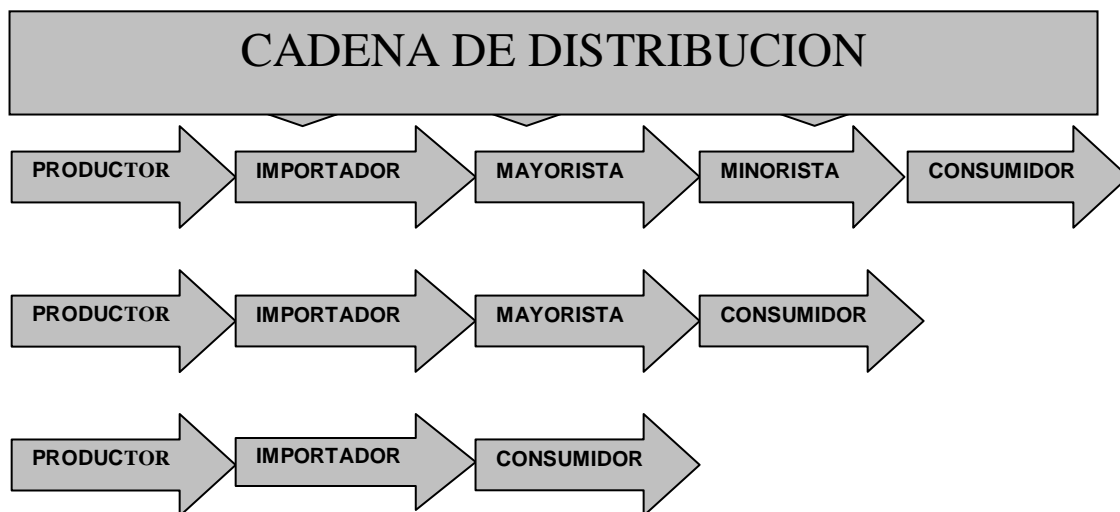 CADENA DE DISTRIBUCION
PRODUCTOR IMPORTADOR MAYORISTA MINORISTA CONSUMIDOR
PRODUCTOR IMPORTADOR MAYORISTA CONSUMIDOR
PRODUCTOR IMPORTADOR CONSUMIDOR